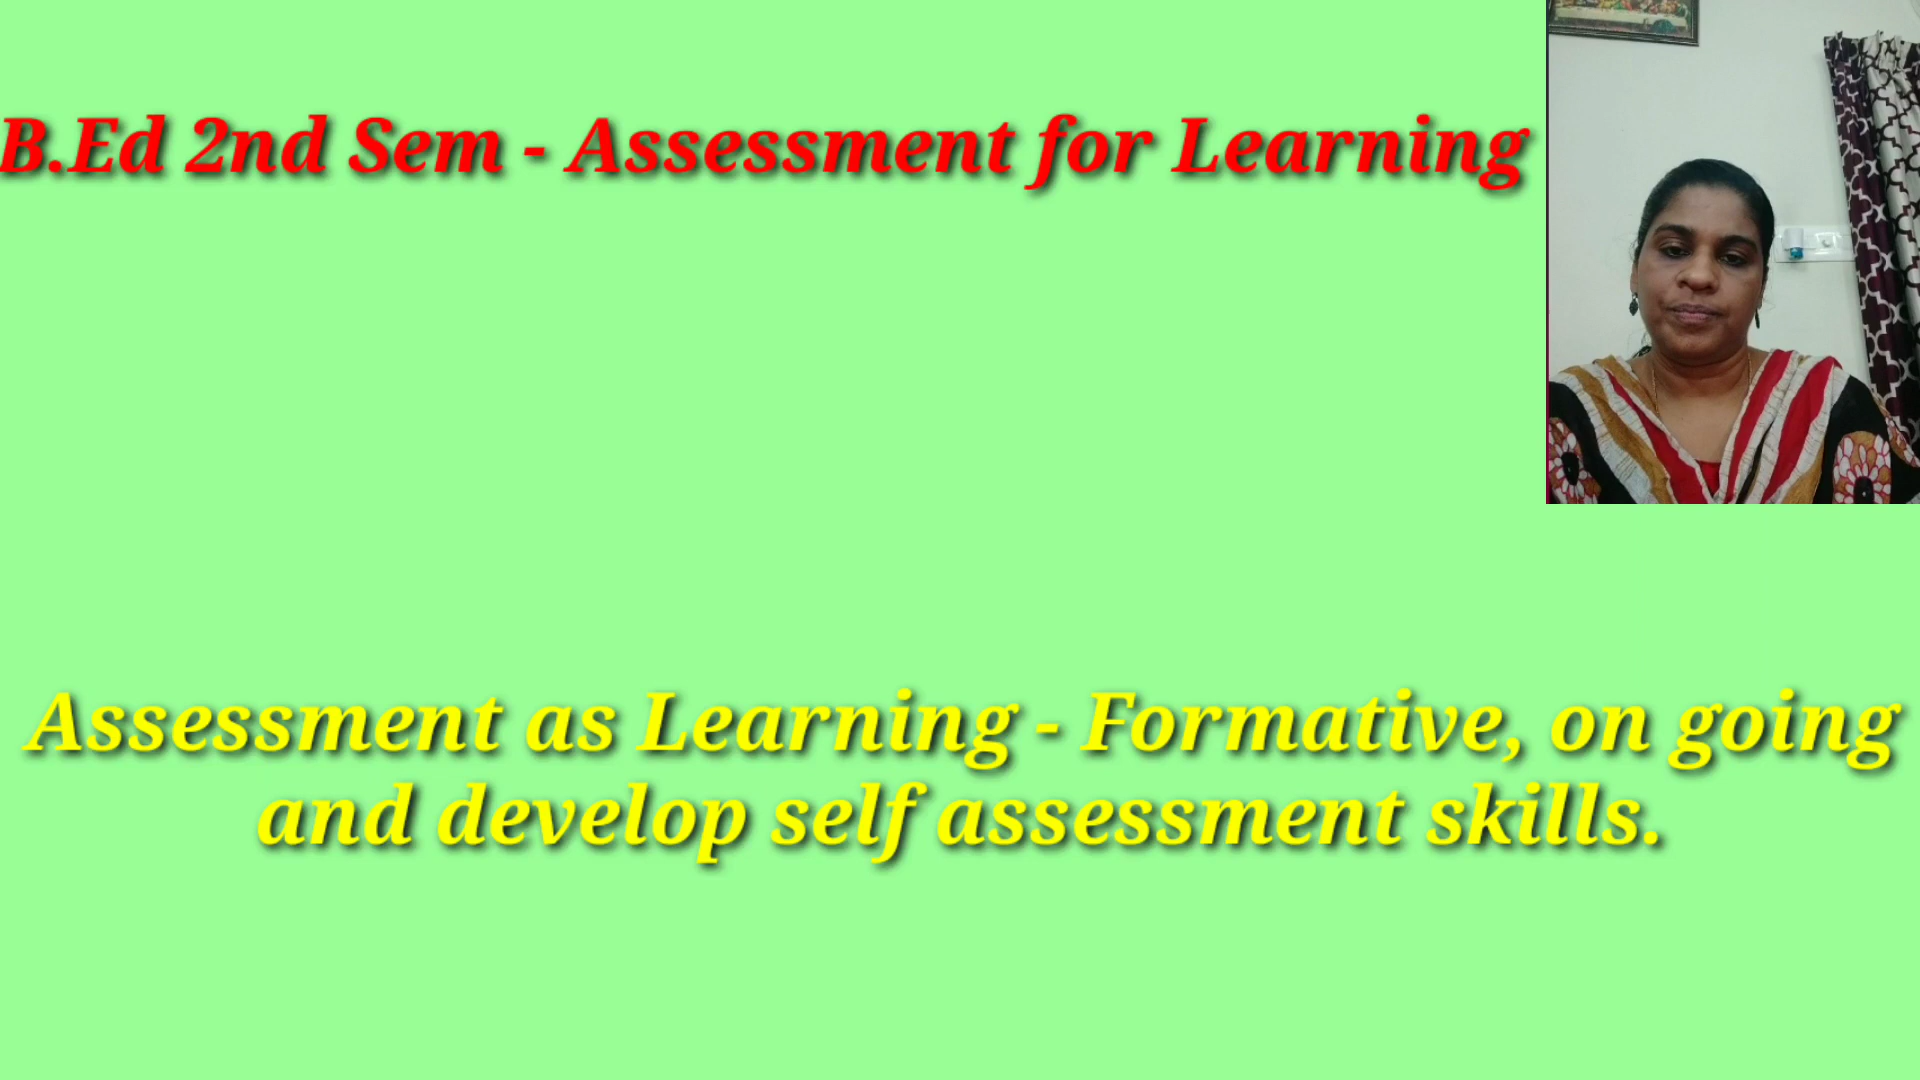 B.Ed 2nd Sem - Assessment for Learning
Assessment as Learning - Formative, on going
and develop self assessment skills.